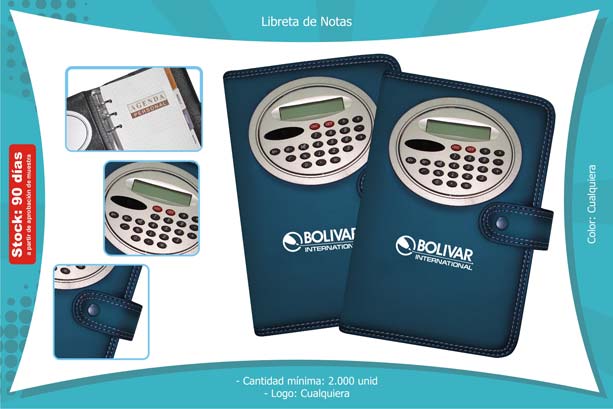 Libreta de Notas
AGENDA
PERSONAL
Stock: 90 días
a partir de aprobación de muestra
BOLIVAR
INTERNATIONAL
BOLIVAR
INTERNATIONAL
Color: Cualquiera
- Cantidad mínima: 2.000 unid
- Logo: Cualquiera